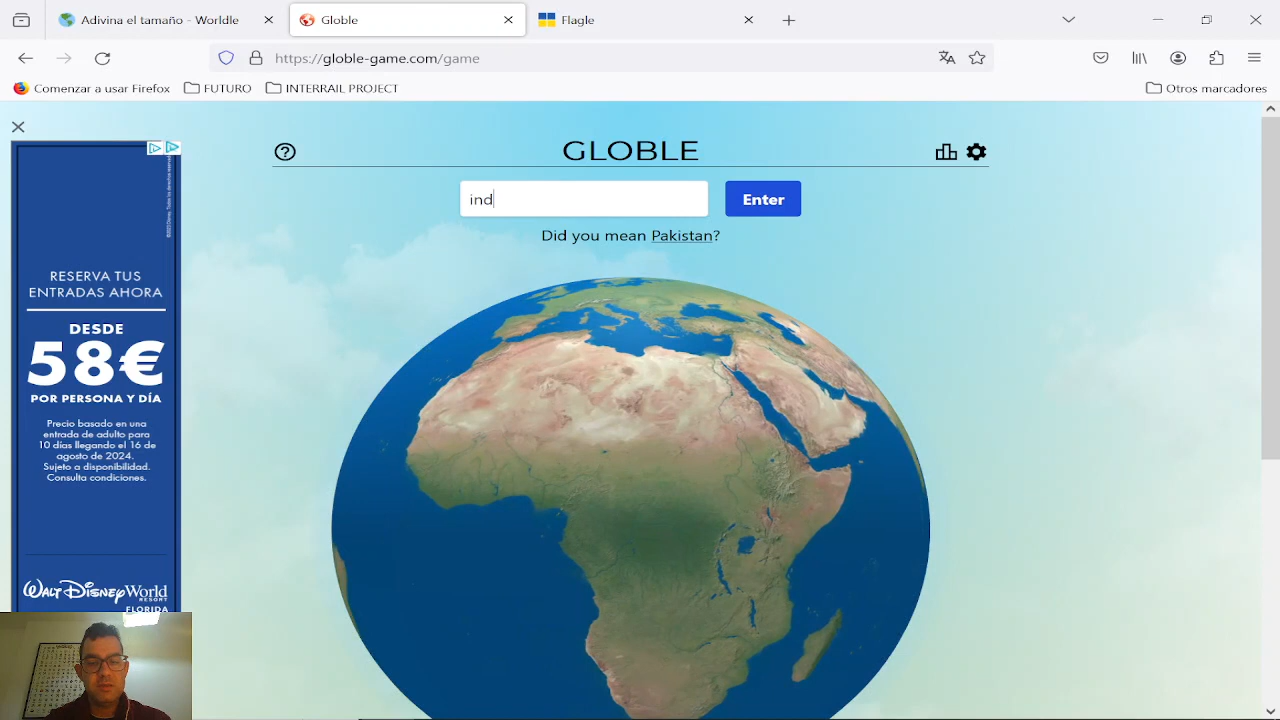 Adivina el tamaño - Worldle
Globle
Flagle
https://globle-game.com/game
Comenzar a usar Firefox
FUTURO
INTERRAIL PROJECT
Otros marcadores
GLOBLE
ind
Enter
Did you mean Pakistan?
RESERVA TUS
ENTRADAS AHORA
DESDE
58€
POR PERSONA Y DÍA
Precio basado en una
entrada de adulto para
10 días llegando el 16 de
agosto de 2024.
Sujeto a disponibilidad.
Consulta condiciones.
WALT DISNEY World
RESORT
FLORIDA